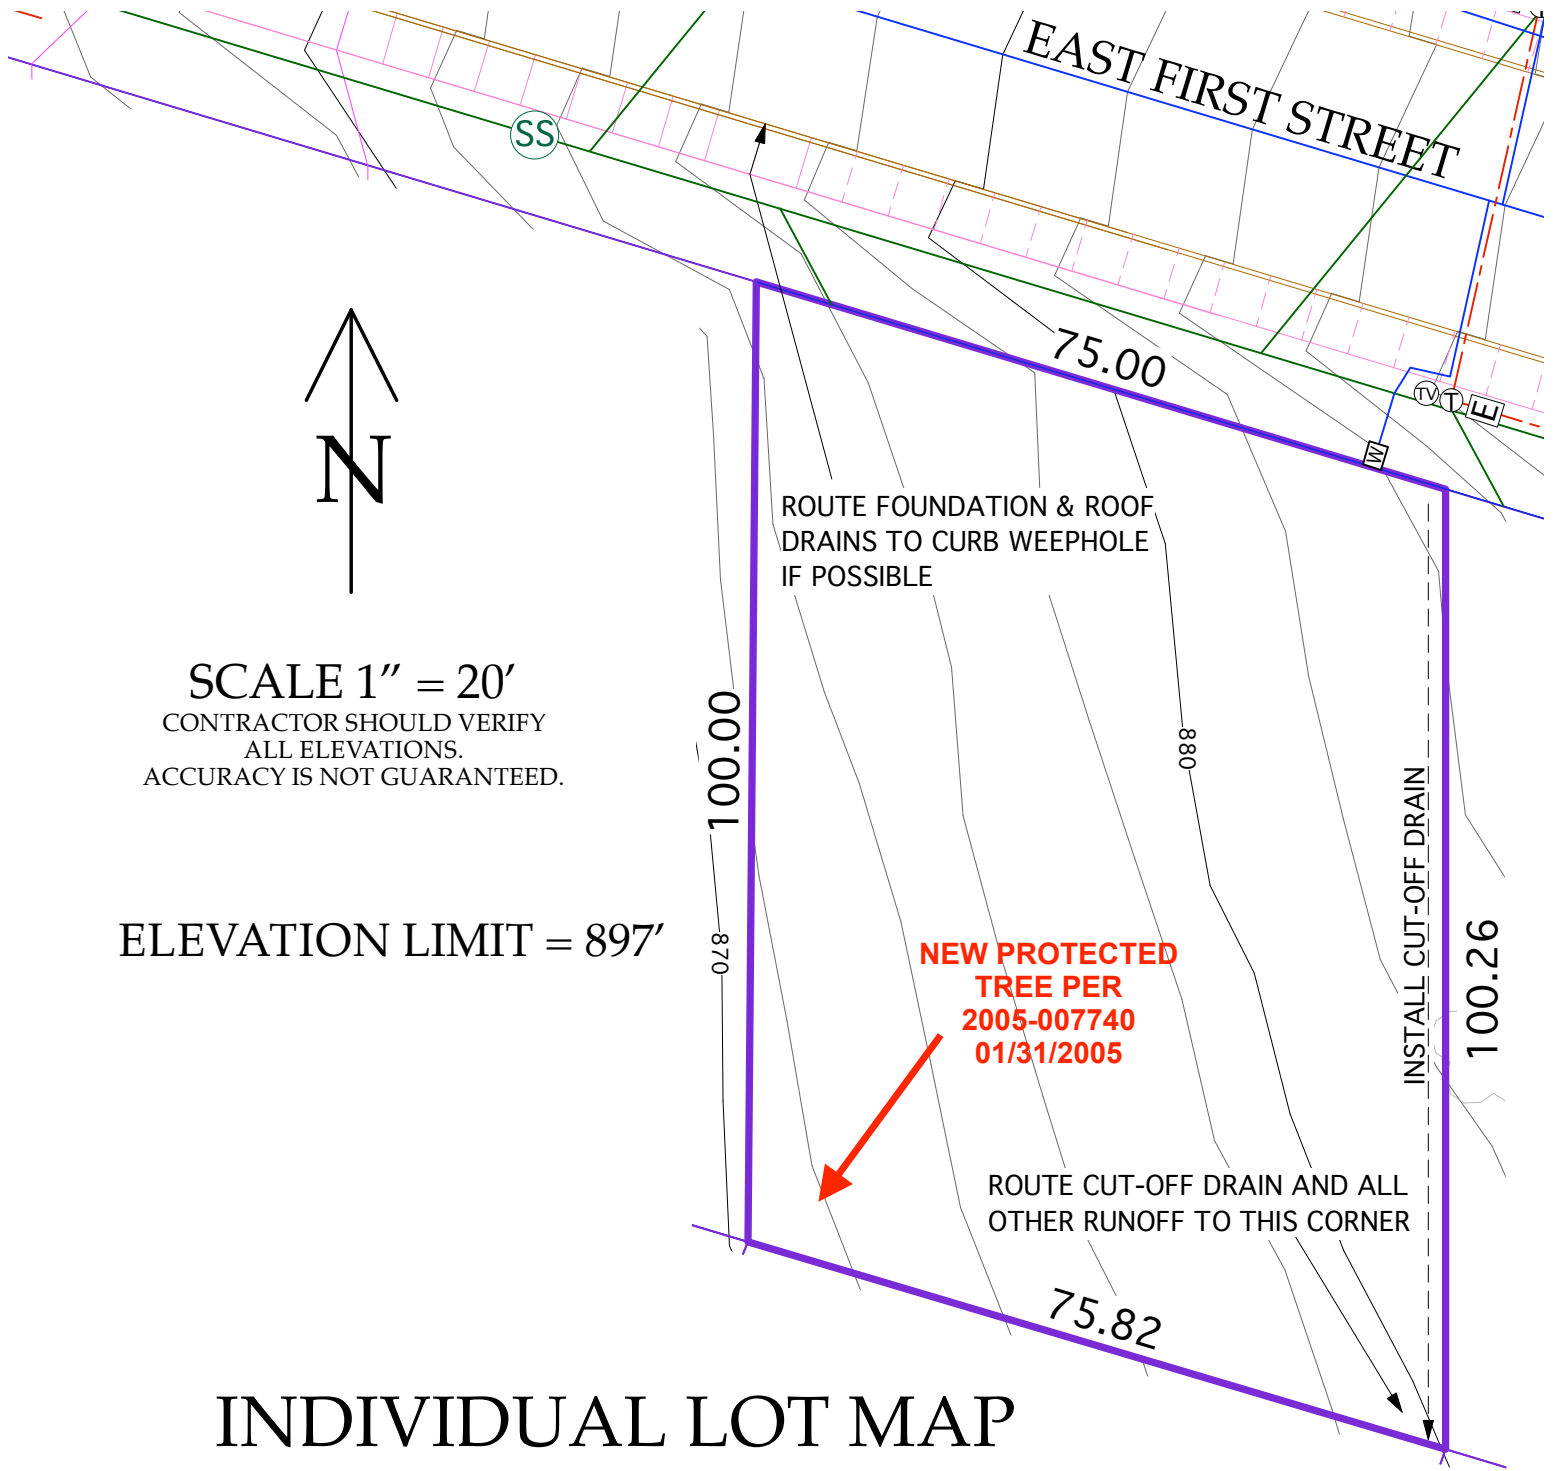 EAST FIRST STREET
SS
75.00
TV
T
E
W
N
ROUTE FOUNDATION & ROOF
DRAINS TO CURB WEEPHOLE
IF POSSIBLE
SCALE 1″ = 20′
CONTRACTOR SHOULD VERIFY
ALL ELEVATIONS.
ACCURACY IS NOT GUARANTEED.
100.00
880
INSTALL CUT-OFF DRAIN
ELEVATION LIMIT = 897′
870
NEW PROTECTED
TREE PER
2005-007740
01/31/2005
100.26
ROUTE CUT-OFF DRAIN AND ALL
OTHER RUNOFF TO THIS CORNER
75.82
INDIVIDUAL LOT MAP